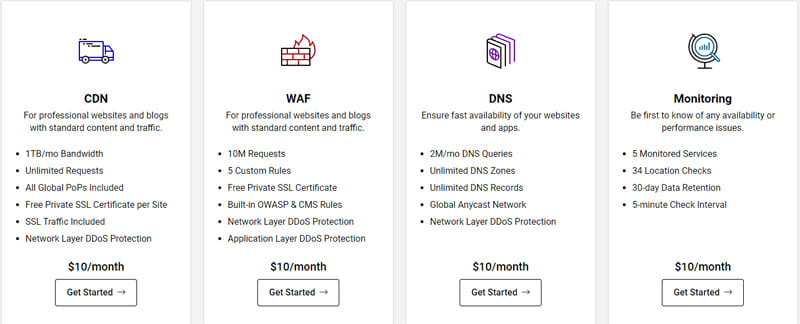 CDN
For professional websites and blogs
with standard content and traffic.
1TB/mo Bandwidth
Unlimited Requests
All Global PoPs Included
Free Private SSL Certificate per Site
SSL Traffic Included
Network Layer DDoS Protection
$10/month
Get Started →
WAF
For professional websites and blogs
with standard content and traffic.
10M Requests
5 Custom Rules
Free Private SSL Certificate
Built-in OWASP & CMS Rules
Network Layer DDoS Protection
Application Layer DDoS Protection
$10/month
Get Started →
DNS
Ensure fast availability of your websites
and apps.
2M/mo DNS Queries
Unlimited DNS Zones
Unlimited DNS Records
Global Anycast Network
Network Layer DDoS Protection
$10/month
Get Started →
Monitoring
Be first to know of any availability or
performance issues.
5 Monitored Services
34 Location Checks
30-day Data Retention
5-minute Check Interval
$10/month
Get Started →